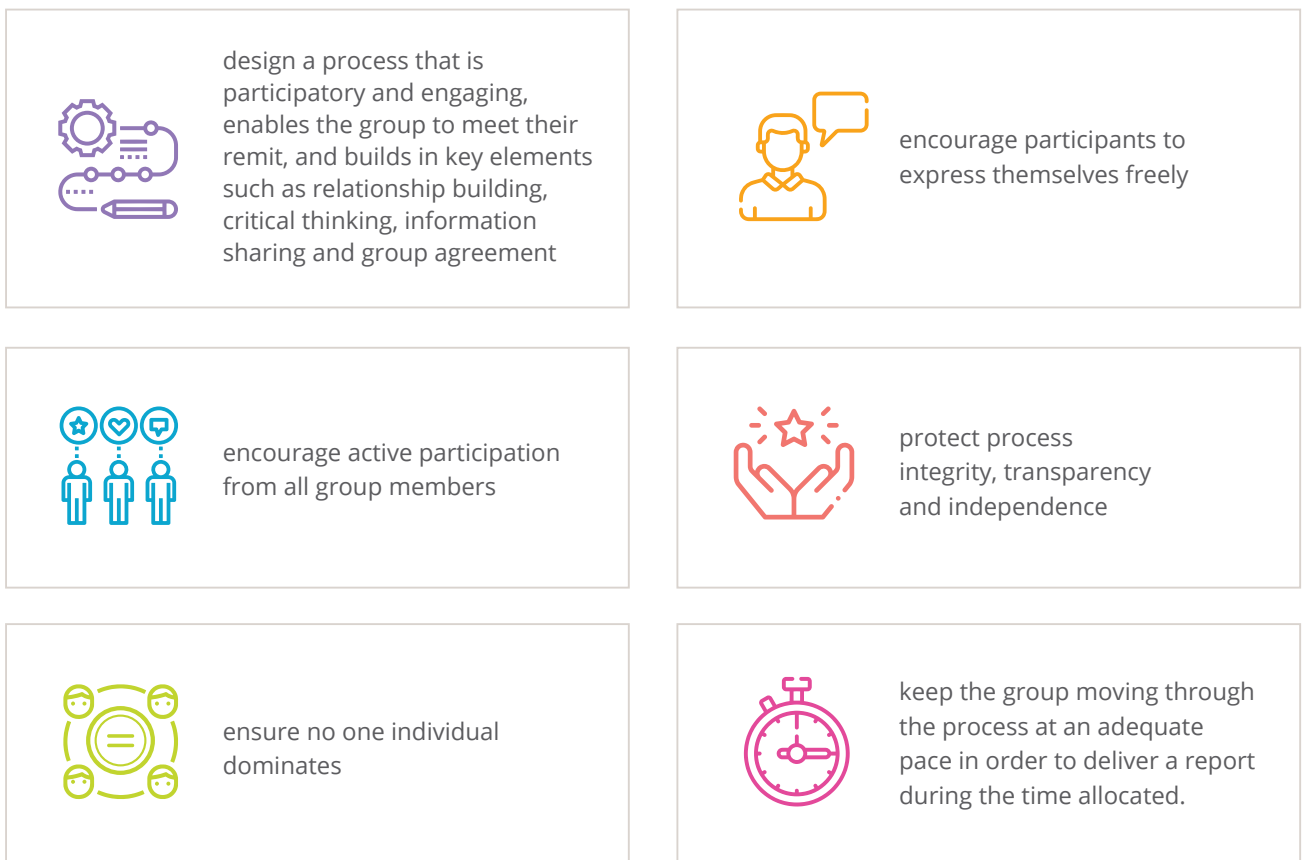 design a process that is
participatory and engaging,
enables the group to meet their
remit, and builds in key elements
such as relationship building,
critical thinking, information
sharing and group agreement
encourage participants to
express themselves freely
encourage active participation
from all group members
protect process
integrity, transparency
and independence
ensure no one individual
dominates
keep the group moving through
the process at an adequate
pace in order to deliver a report
during the time allocated.